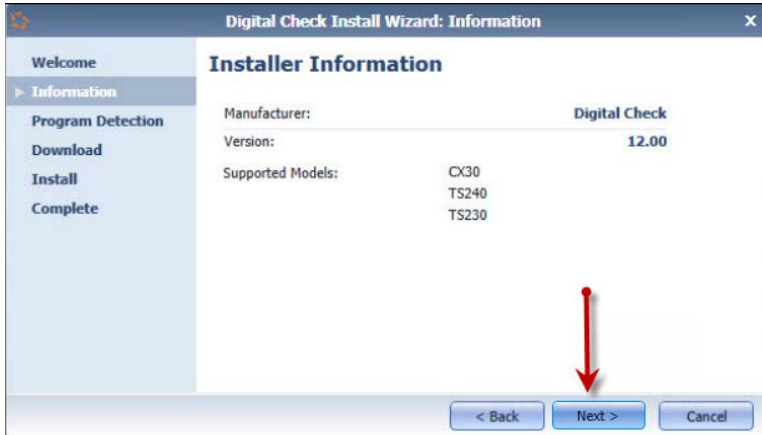 Digital Check Install Wizard: Information x
Welcome
Information
Program Detection
Download
Install
Complete
Installer Information
Manufacturer: Digital Check
Version: 12.00
Supported Models: CX30
TS240
TS230
< Back Next > Cancel